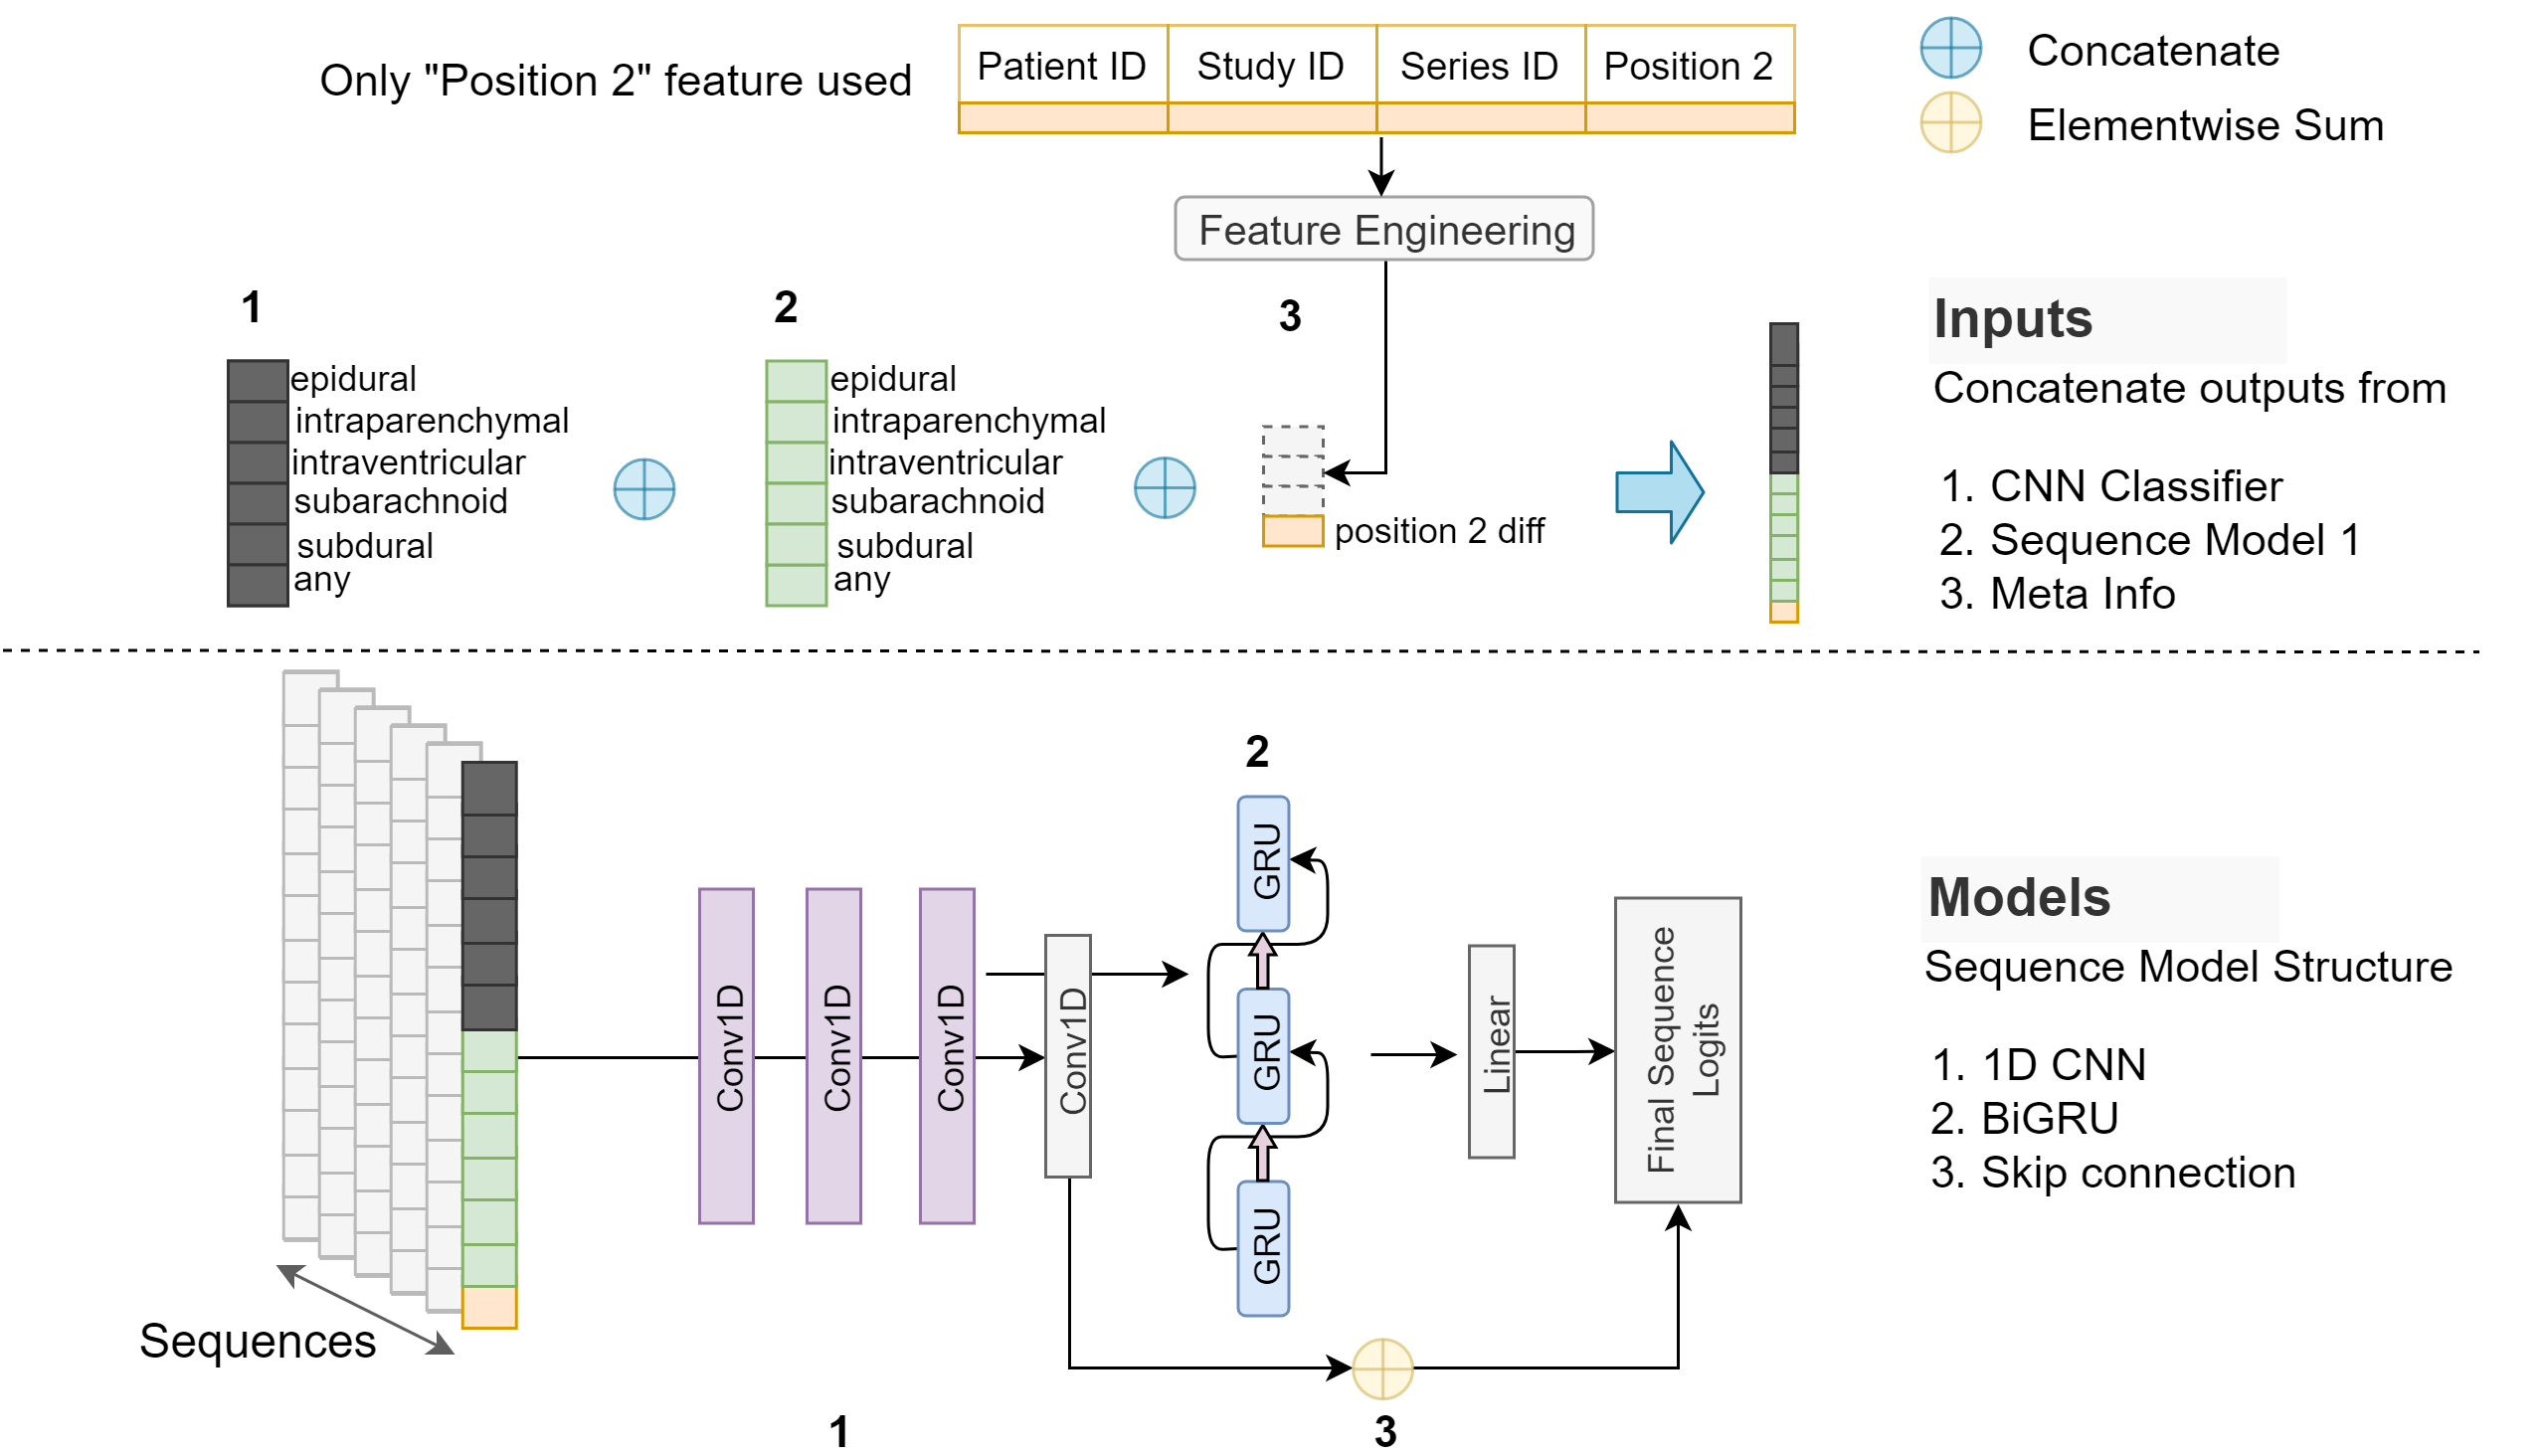 Only "Position 2" feature used
Patient ID
Study ID
Series ID
Position 2
Concatenate
Elementwise Sum
Feature Engineering
1
epidural
intraparenchymal
intraventricular
subarachnoid
subdural
any
2
epidural
intraparenchymal
intraventricular
subarachnoid
subdural
any
3
position 2 diff
Inputs
Concatenate outputs from
1. CNN Classifier
2. Sequence Model 1
3. Meta Info
Sequences
Conv1D
Conv1D
Conv1D
Conv1D
1
2
GRU
GRU
GRU
Linear
Final Sequence
Logits
3
Models
Sequence Model Structure
1. 1D CNN
2. BiGRU
3. Skip connection